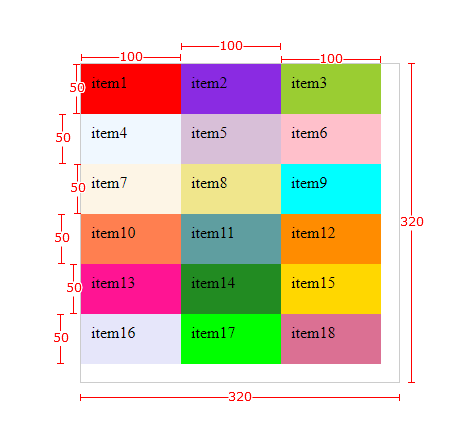 100 100 100
50 item1 item2 item3
50 item4 item5 item6
50 item7 item8 item9
320
50 item10 item11 item12
50 item13 item14 item15
50 item16 item17 item18
320